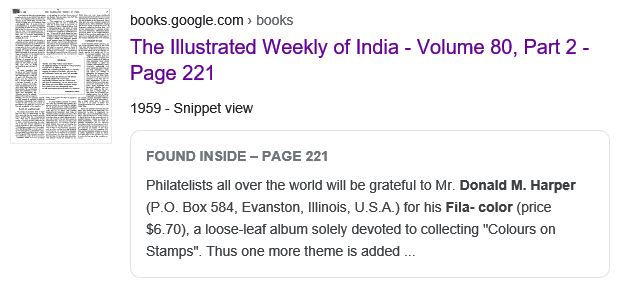 books.google.com › books
The Illustrated Weekly of India - Volume 80, Part 2 -
Page 221
1959 - Snippet view
FOUND INSIDE – PAGE 221
Philatelists all over the world will be grateful to Mr. Donald M. Harper
(P.O. Box 584, Evanston, Illinois, U.S.A.) for his Fila- color (price
$6.70), a loose-leaf album solely devoted to collecting "Colours on
Stamps". Thus one more theme is added ...